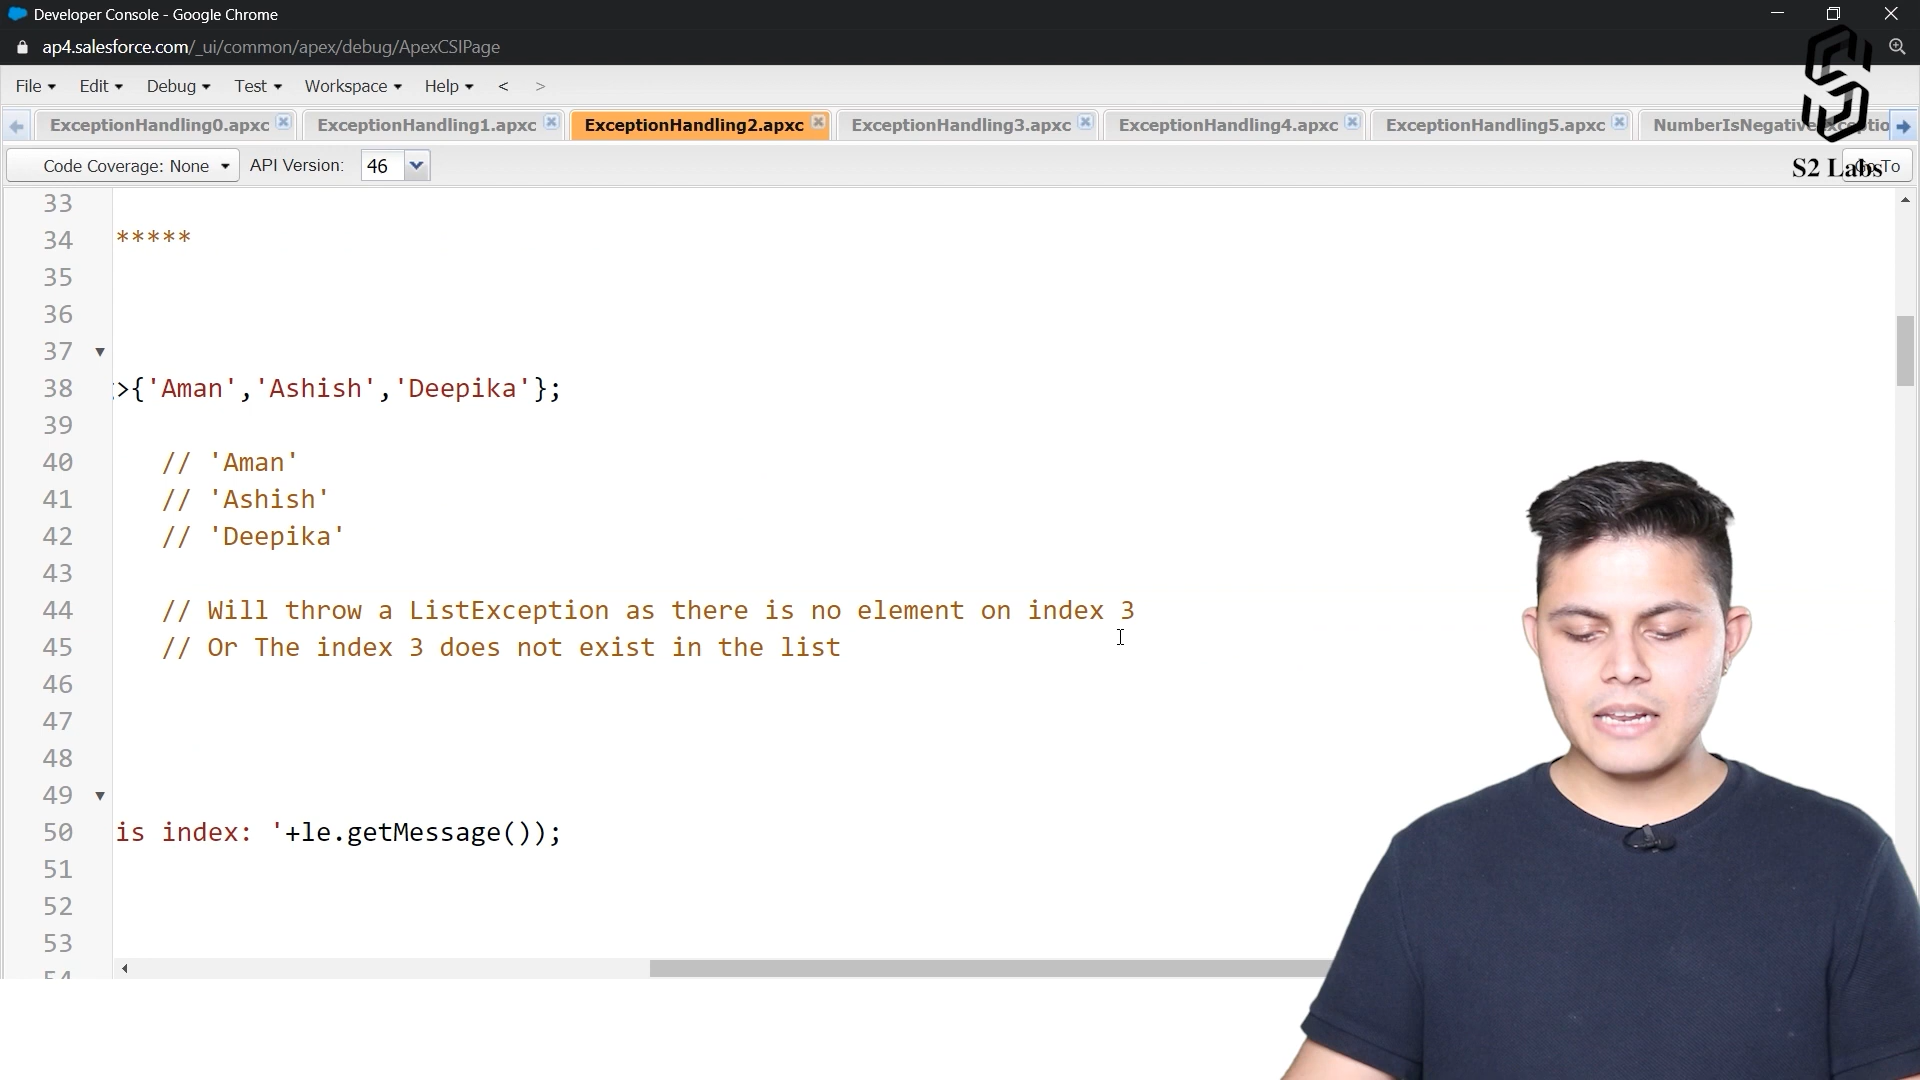 Developer Console - Google Chrome
ap4.salesforce.com/_ui/common/apex/debug/ApexCSIPage
File Edit Debug Test Workspace Help < >
ExceptionHandling0.apxc ExceptionHandling1.apxc ExceptionHandling2.apxc ExceptionHandling3.apxc ExceptionHandling4.apxc ExceptionHandling5.apxc NumberIsNegative
Code Coverage: None API Version: 46 To
S2 Labs
33
34 *****
35
36
37
38 >{'Aman','Ashish','Deepika'};
39
40 // 'Aman'
41 // 'Ashish'
42 // 'Deepika'
43
44 // Will throw a ListException as there is no element on index 3
45 // Or The index 3 does not exist in the list
46
47
48
49
50 is index: '+le.getMessage());
51
52
53